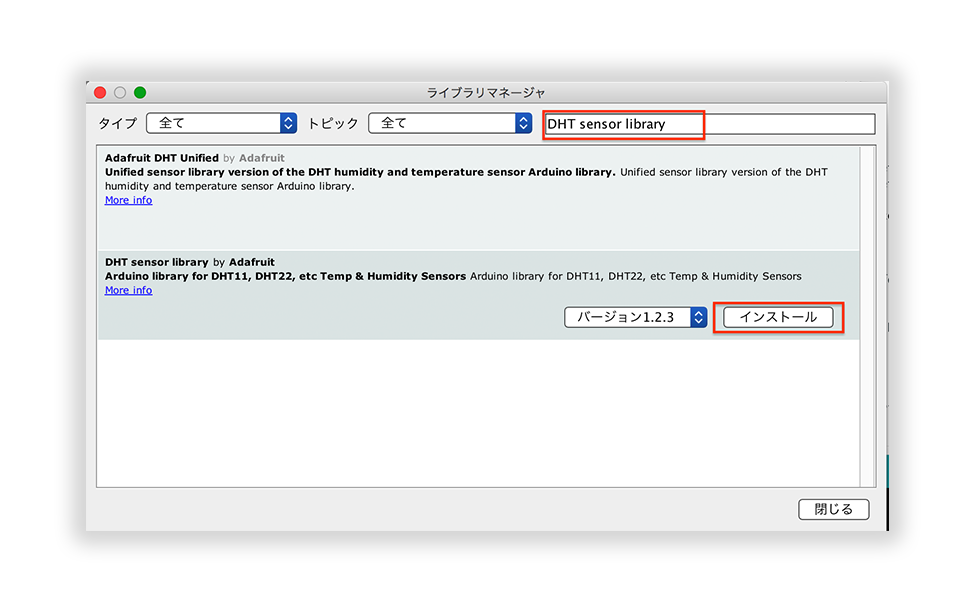 ライブラリマネージャ
タイプ 全て トピック 全て DHT sensor library
Adafruit DHT Unified by Adafruit
Unified sensor library version of the DHT humidity and temperature sensor Arduino library. Unified sensor library version of the DHT
humidity and temperature sensor Arduino library.
More info
DHT sensor library by Adafruit
Arduino library for DHT11, DHT22, etc Temp & Humidity Sensors Arduino library for DHT11, DHT22, etc Temp & Humidity Sensors
More info
バージョン1.2.3 インストール
閉じる